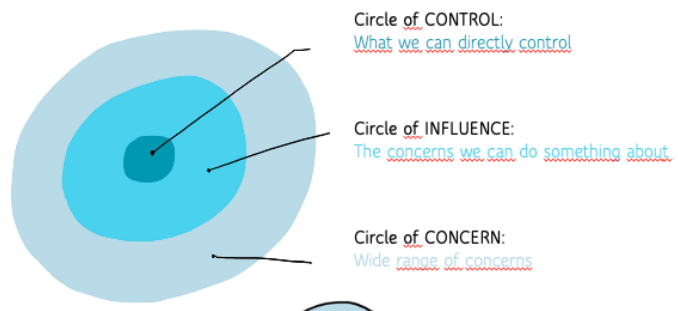 Circle of CONTROL:
What we can directly control
Circle of INFLUENCE:
The concerns we can do something about
Circle of CONCERN:
Wide range of concerns